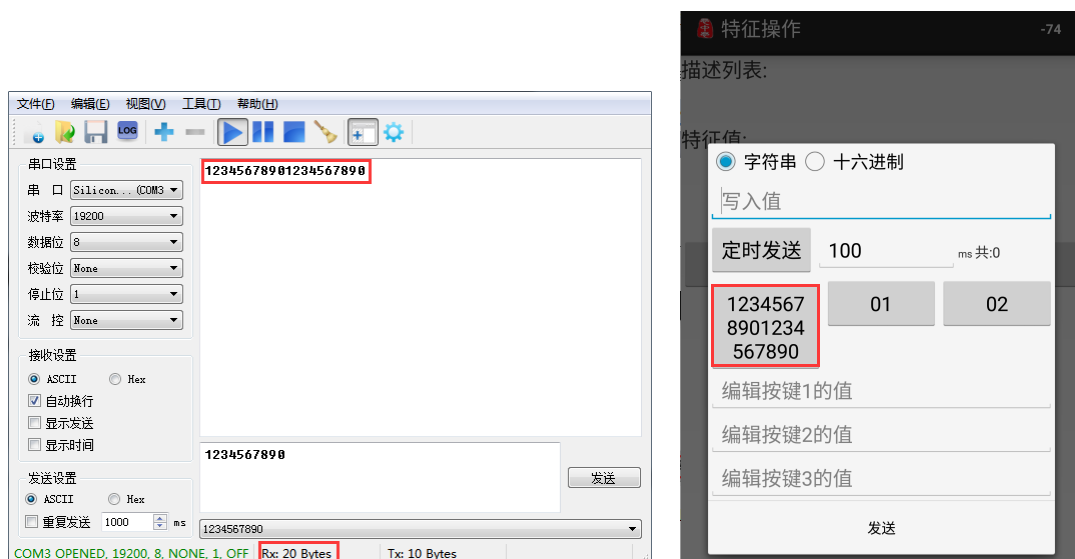 文件(F) 编辑(E) 视图(V) 工具(T) 帮助(H)
LOG
串口设置
串 口 Silicon... (COM3
波特率 19200
数据位 8
校验位 None
停止位 1
流 控 None
接收设置
ASCII Hex
自动换行
显示发送
显示时间
发送设置
ASCII Hex
重复发送 1000 ms
12345678901234567890
1234567890
发送
1234567890
COM3 OPENED, 19200, 8, NONE, 1, OFF Rx: 20 Bytes Tx: 10 Bytes
特征操作 -74
描述列表:
特征值:
字符串 十六进制
写入值
定时发送 100 ms 共:0
1234567
8901234
567890
01 02
编辑按键1的值
编辑按键2的值
编辑按键3的值
发送